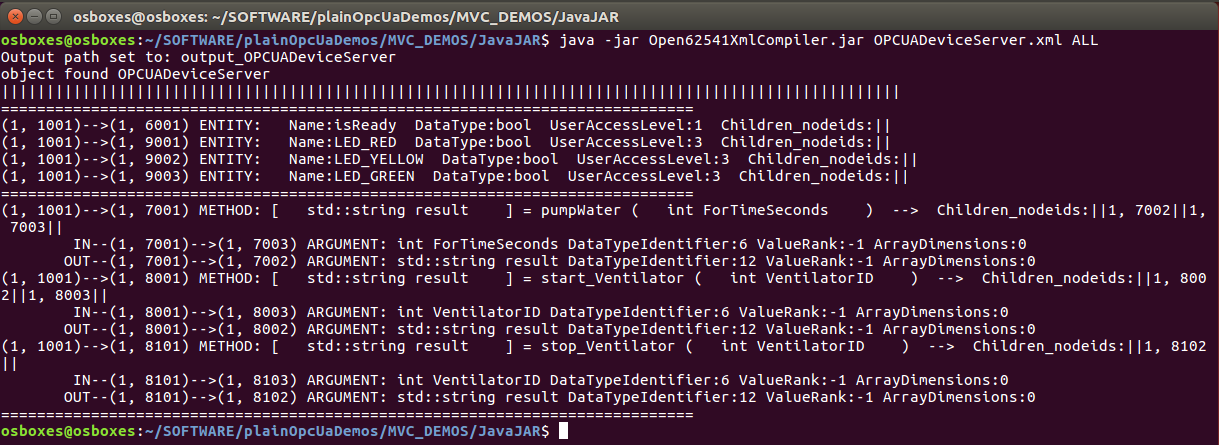 osboxes@osboxes: ~/SOFTWARE/plainOpcUaDemos/MVC_DEMOS/JavaJAR
osboxes@osboxes:~/SOFTWARE/plainOpcUaDemos/MVC_DEMOS/JavaJAR$ java -jar Open62541XmlCompiler.jar OPCUADeviceServer.xml ALL
Output path set to: output_OPCUADeviceServer
object found OPCUADeviceServer
||||||||||||||||||||||||||||||||||||||||||||||||||||||||||||||||||||||||||||||||||||||||||||||||||||
=============================================================================
(1, 1001)-->(1, 6001) ENTITY:   Name:isReady  DataType:bool  UserAccessLevel:1  Children_nodeids:||
(1, 1001)-->(1, 9001) ENTITY:   Name:LED_RED  DataType:bool  UserAccessLevel:3  Children_nodeids:||
(1, 1001)-->(1, 9002) ENTITY:   Name:LED_YELLOW  DataType:bool  UserAccessLevel:3  Children_nodeids:||
(1, 1001)-->(1, 9003) ENTITY:   Name:LED_GREEN  DataType:bool  UserAccessLevel:3  Children_nodeids:||
=============================================================================
(1, 1001)-->(1, 7001) METHOD: [   std::string result    ] = pumpWater (   int ForTimeSeconds    )  -->  Children_nodeids:||1, 7002||1,
 7003||
        IN--(1, 7001)-->(1, 7003) ARGUMENT: int ForTimeSeconds DataTypeIdentifier:6 ValueRank:-1 ArrayDimensions:0
       OUT--(1, 7001)-->(1, 7002) ARGUMENT: std::string result DataTypeIdentifier:12 ValueRank:-1 ArrayDimensions:0
(1, 1001)-->(1, 8001) METHOD: [   std::string result    ] = start_Ventilator (   int VentilatorID    )  -->  Children_nodeids:||1, 800
2||1, 8003||
        IN--(1, 8001)-->(1, 8003) ARGUMENT: int VentilatorID DataTypeIdentifier:6 ValueRank:-1 ArrayDimensions:0
       OUT--(1, 8001)-->(1, 8002) ARGUMENT: std::string result DataTypeIdentifier:12 ValueRank:-1 ArrayDimensions:0
(1, 1001)-->(1, 8101) METHOD: [   std::string result    ] = stop_Ventilator (   int VentilatorID    )  -->  Children_nodeids:||1, 8102
||
        IN--(1, 8101)-->(1, 8103) ARGUMENT: int VentilatorID DataTypeIdentifier:6 ValueRank:-1 ArrayDimensions:0
       OUT--(1, 8101)-->(1, 8102) ARGUMENT: std::string result DataTypeIdentifier:12 ValueRank:-1 ArrayDimensions:0
=============================================================================
osboxes@osboxes:~/SOFTWARE/plainOpcUaDemos/MVC_DEMOS/JavaJAR$